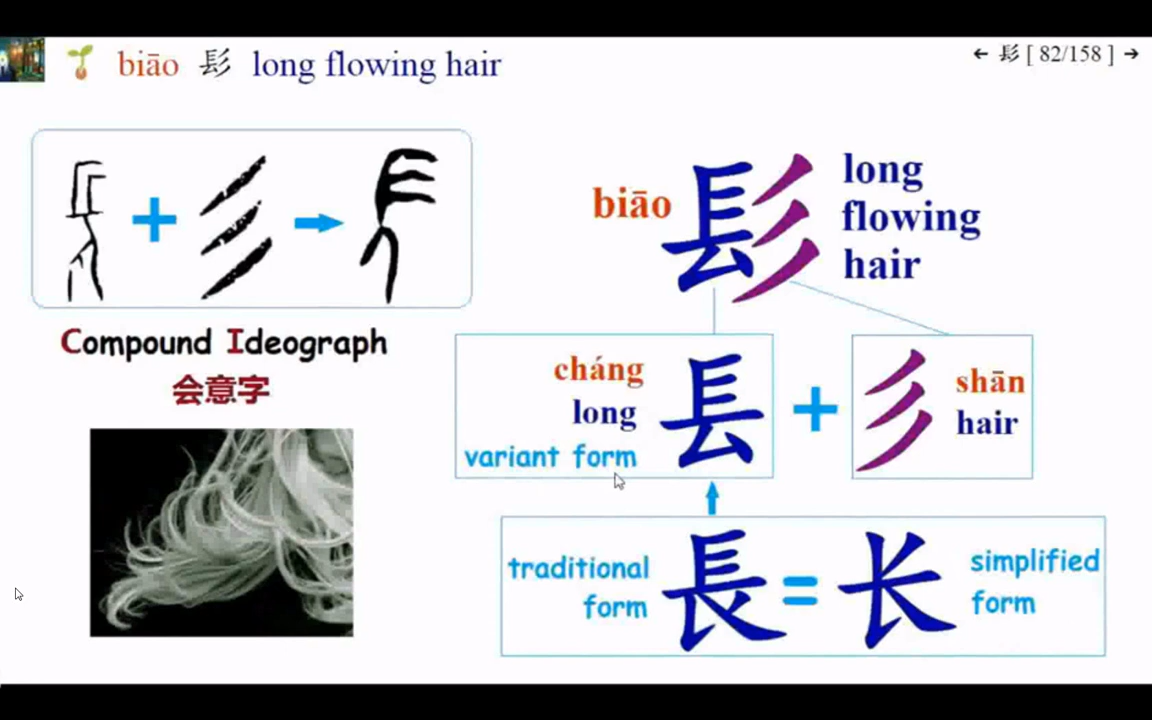 biāo 髟 long flowing hair
← 髟 [ 82/158 ] →
Compound Ideograph
会意字
biāo 髟 long
flowing
hair
cháng
long
variant form
镸
+
彡
shān
hair
traditional
form
長 = 长
simplified
form